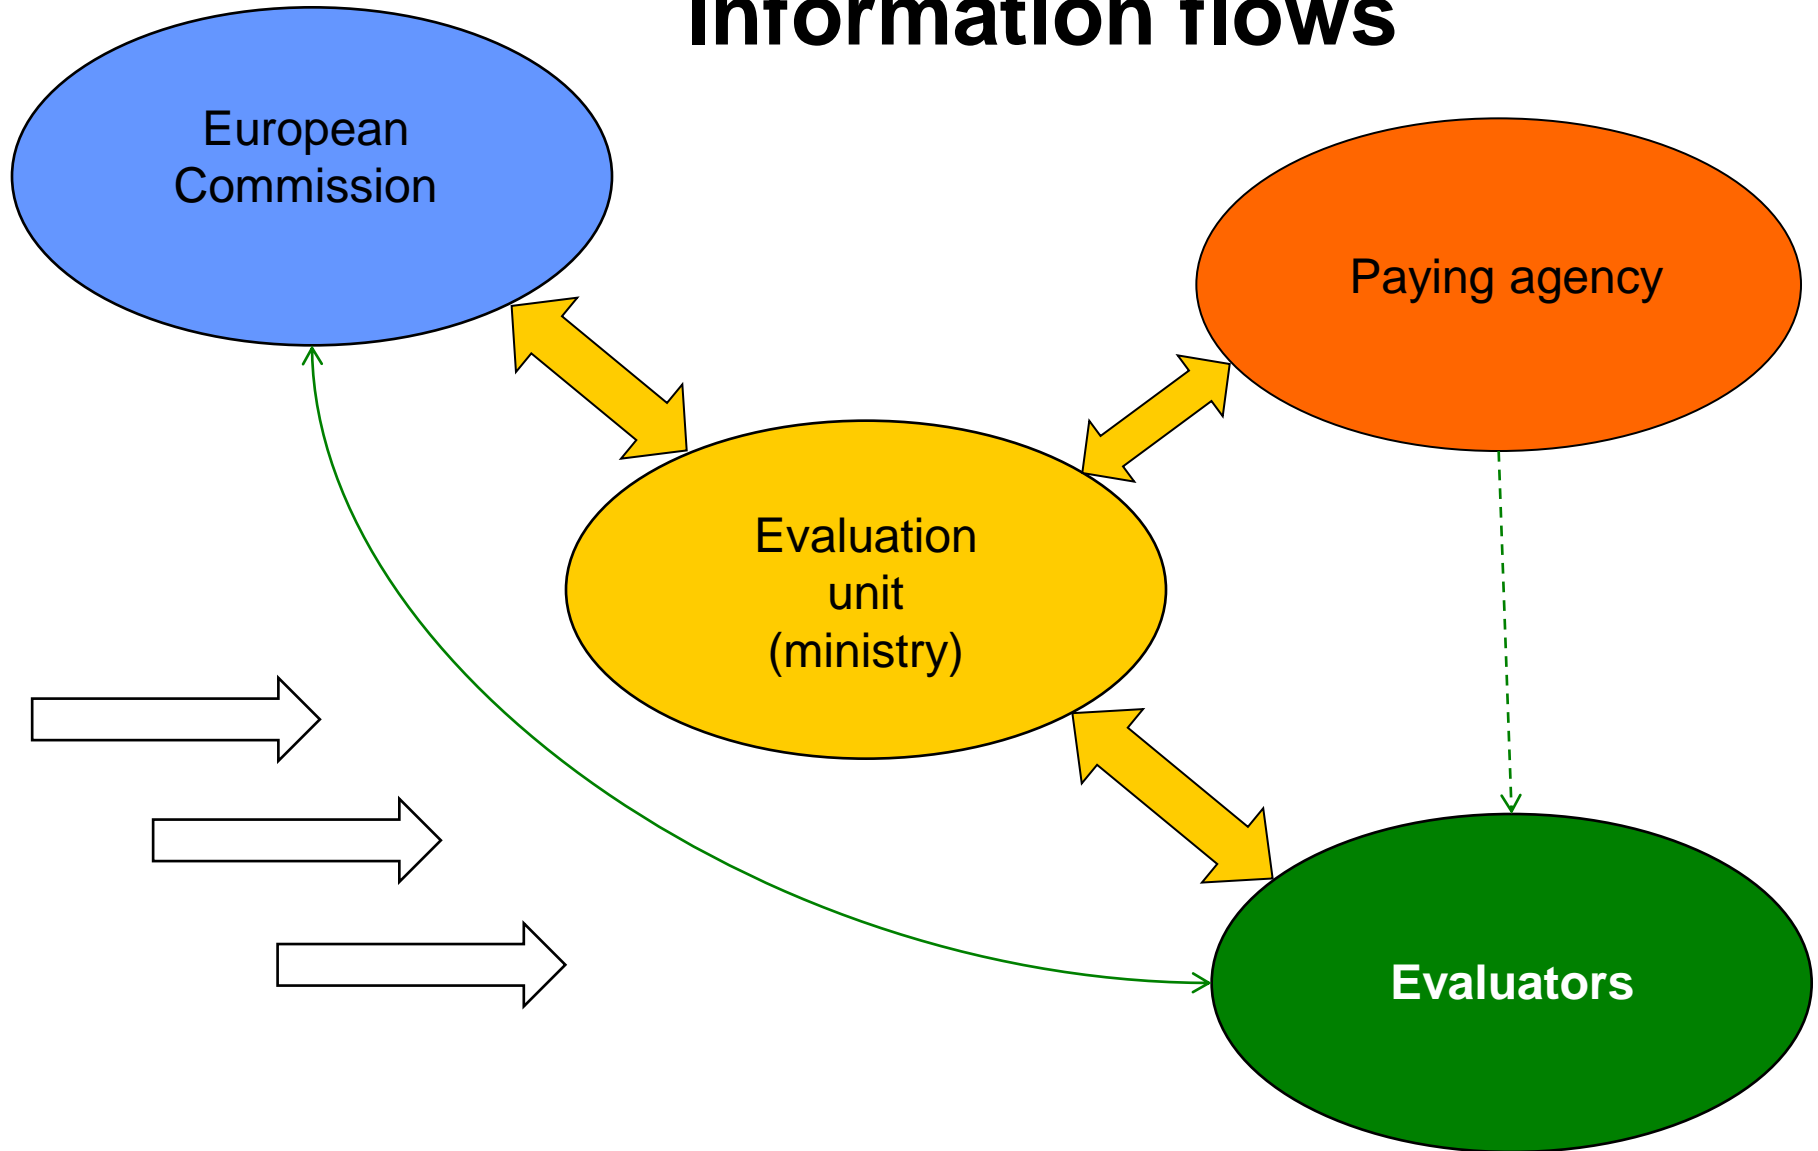 Information flows
European
Commission
Paying agency
Evaluation
unit
(ministry)
Evaluators